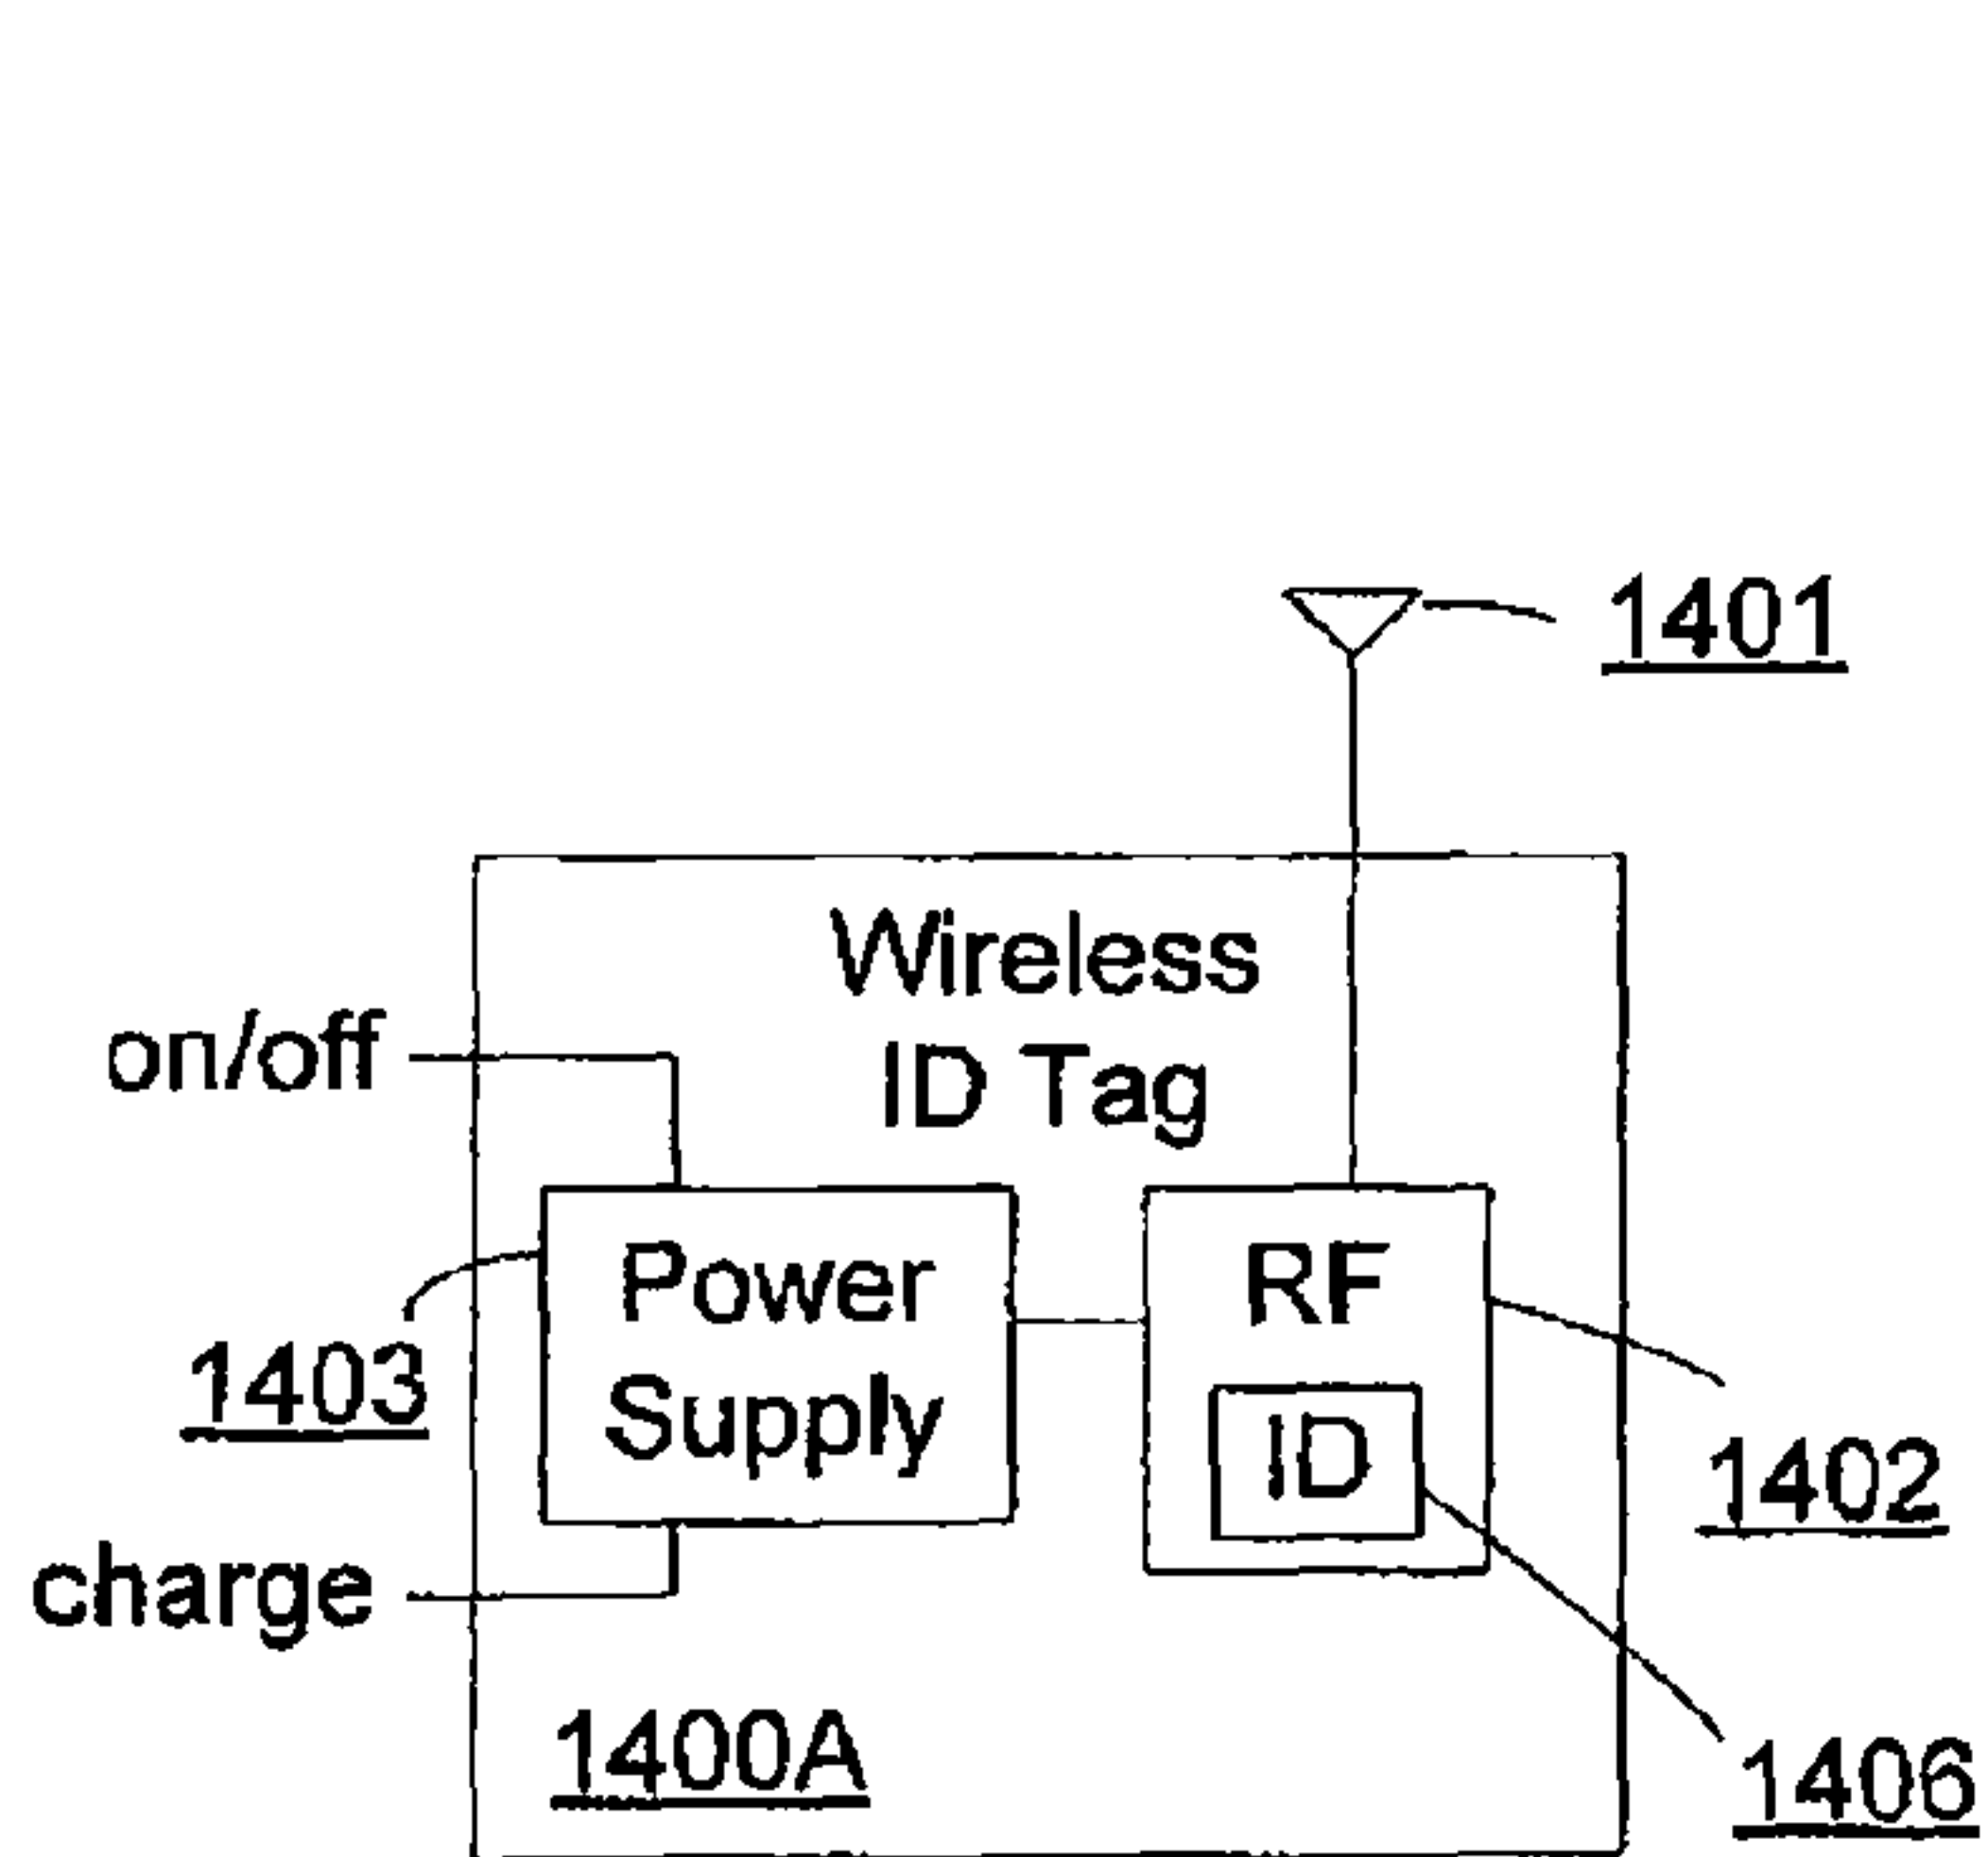 1401
Wireless
ID Tag
on/off
Power
Supply
RF
ID
1403
1402
charge
1400A
1406